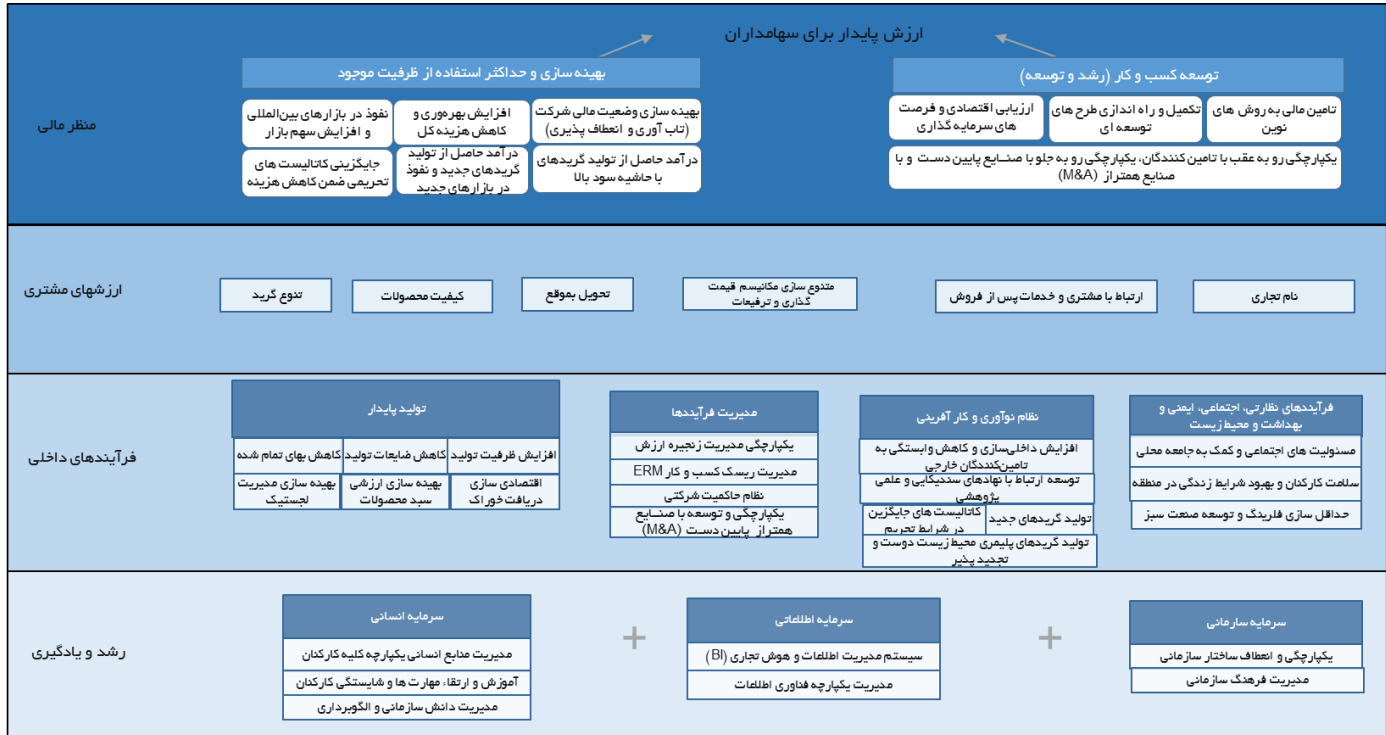 ارزش پایدار برای سهامداران
توسعه کسب و کار (رشد و توسعه)
بهینه سازی و حداکثر استفاده از ظرفیت موجود
منظر مالی
تامین مالی به روش های
نوین
تکمیل و راه اندازی طرح های
توسعه ای
ارزیابی اقتصادی و فرصت
های سرمایه گذاری
یکپارچگی رو به عقب با تامین کنندگان، یکپارچگی رو به جلو با صنایع پایین دست و با
صنایع همتراز (M&A)
بهینه سازی وضعیت مالی شرکت
(تاب آوری و انعطاف پذیری)
افزایش بهره‌وری و
کاهش هزینه کل
نفوذ در بازارهای بین‌المللی
و افزایش سهم بازار
درآمد حاصل از تولید گریدهای
با حاشیه سود بالا
درآمد حاصل از تولید
گریدهای جدید و نفوذ
در بازارهای جدید
جایگزینی کاتالیست های
تحریمی ضمن کاهش هزینه
ارزشهای مشتری
نام تجاری
ارتباط با مشتری و خدمات پس از فروش
متنوع سازی مکانیسم قیمت
گذاری و ترفیعات
تحویل بموقع
کیفیت محصولات
تنوع گرید
فرآیندهای داخلی
فرآیندهای نظارتی، اجتماعی، ایمنی و
بهداشت و محیط زیست
مسئولیت های اجتماعی و کمک به جامعه محلی
سلامت کارکنان و بهبود شرایط زندگی در منطقه
حداقل سازی فلرینگ و توسعه صنعت سبز
نظام نوآوری و کار آفرینی
افزایش داخلی‌سازی و کاهش وابستگی به
تامین‌کنندگان خارجی
توسعه ارتباط با نهادهای سندیکایی و علمی
پژوهشی
تولید گریدهای جدید
کاتالیست های جایگزین
در شرایط تحریم
تولید گریدهای پلیمری محیط زیست دوست و
تجدید پذیر
مدیریت فرآیندها
یکپارچگی مدیریت زنجیره ارزش
مدیریت ریسک کسب و کار ERM
نظام حاکمیت شرکتی
یکپارچگی و توسعه با صنایع
همتراز پایین دست (M&A)
تولید پایدار
افزایش ظرفیت تولید
کاهش ضایعات تولید
کاهش بهای تمام شده
اقتصادی سازی
دریافت خوراک
بهینه سازی ارزشی
سبد محصولات
بهینه سازی مدیریت
لجستیک
رشد و یادگیری
سرمایه سازمانی
یکپارچگی و انعطاف ساختار سازمانی
مدیریت فرهنگ سازمانی
+
سرمایه اطلاعاتی
سیستم مدیریت اطلاعات و هوش تجاری (BI)
مدیریت یکپارچه فناوری اطلاعات
+
سرمایه انسانی
مدیریت منابع انسانی یکپارچه کلیه کارکنان
آموزش و ارتقاء مهارت ها و شایستگی کارکنان
مدیریت دانش سازمانی و الگوبرداری